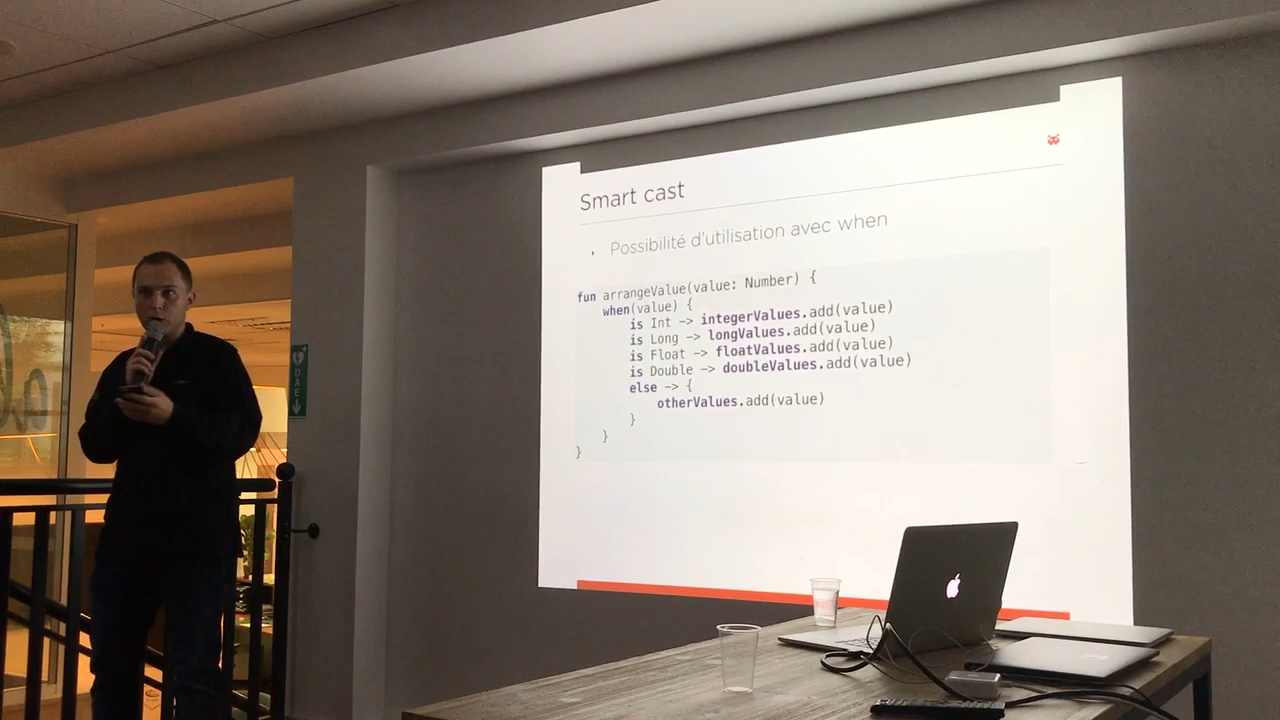 Smart cast
Possibilité d'utilisation avec when
fun arrangeValue(value: Number) {
when(value) {
is Int -> integerValues.add(value)
is Long -> longValues.add(value)
is Float -> floatValues.add(value)
is Double -> doubleValues.add(value)
else -> {
otherValues.add(value)
}
}
}
DAE